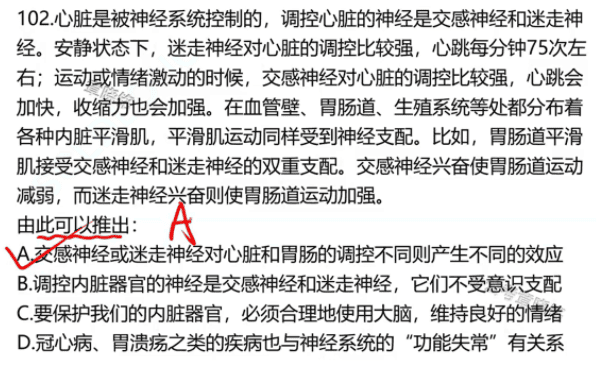 102.心脏是被神经系统控制的，调控心脏的神经是交感神经和迷走神
经。安静状态下，迷走神经对心脏的调控比较强，心跳每分钟75次左
右；运动或情绪激动的时候，交感神经对心脏的调控比较强，心跳会
加快，收缩力也会加强。在血管壁、胃肠道、生殖系统等处都分布着
各种内脏平滑肌，平滑肌运动同样受到神经支配。比如，胃肠道平滑
肌接受交感神经和迷走神经的双重支配。交感神经兴奋使胃肠道运动
减弱，而迷走神经兴奋则使胃肠道运动加强。
由此可以推出：
A
A.交感神经或迷走神经对心脏和胃肠的调控不同则产生不同的效应
B.调控内脏器官的神经是交感神经和迷走神经，它们不受意识支配
C.要保护我们的内脏器官，必须合理地使用大脑，维持良好的情绪
D.冠心病、胃溃疡之类的疾病也与神经系统的“功能失常”有关系